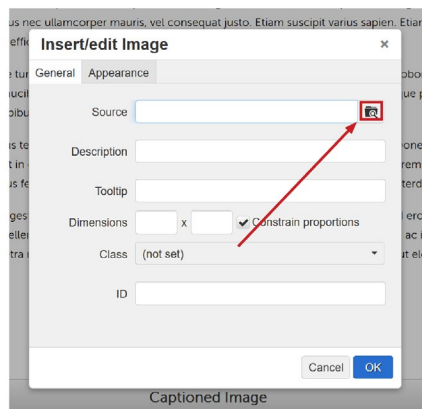 us nec ullamcorper mauris, vel consequat justo. Etiam suscipit varius sapien. Etiam
Insert/edit Image ×
General Appearance
Source
Description
Tooltip
Dimensions x Constrain proportions
Class (not set)
ID
Cancel OK
Captioned Image